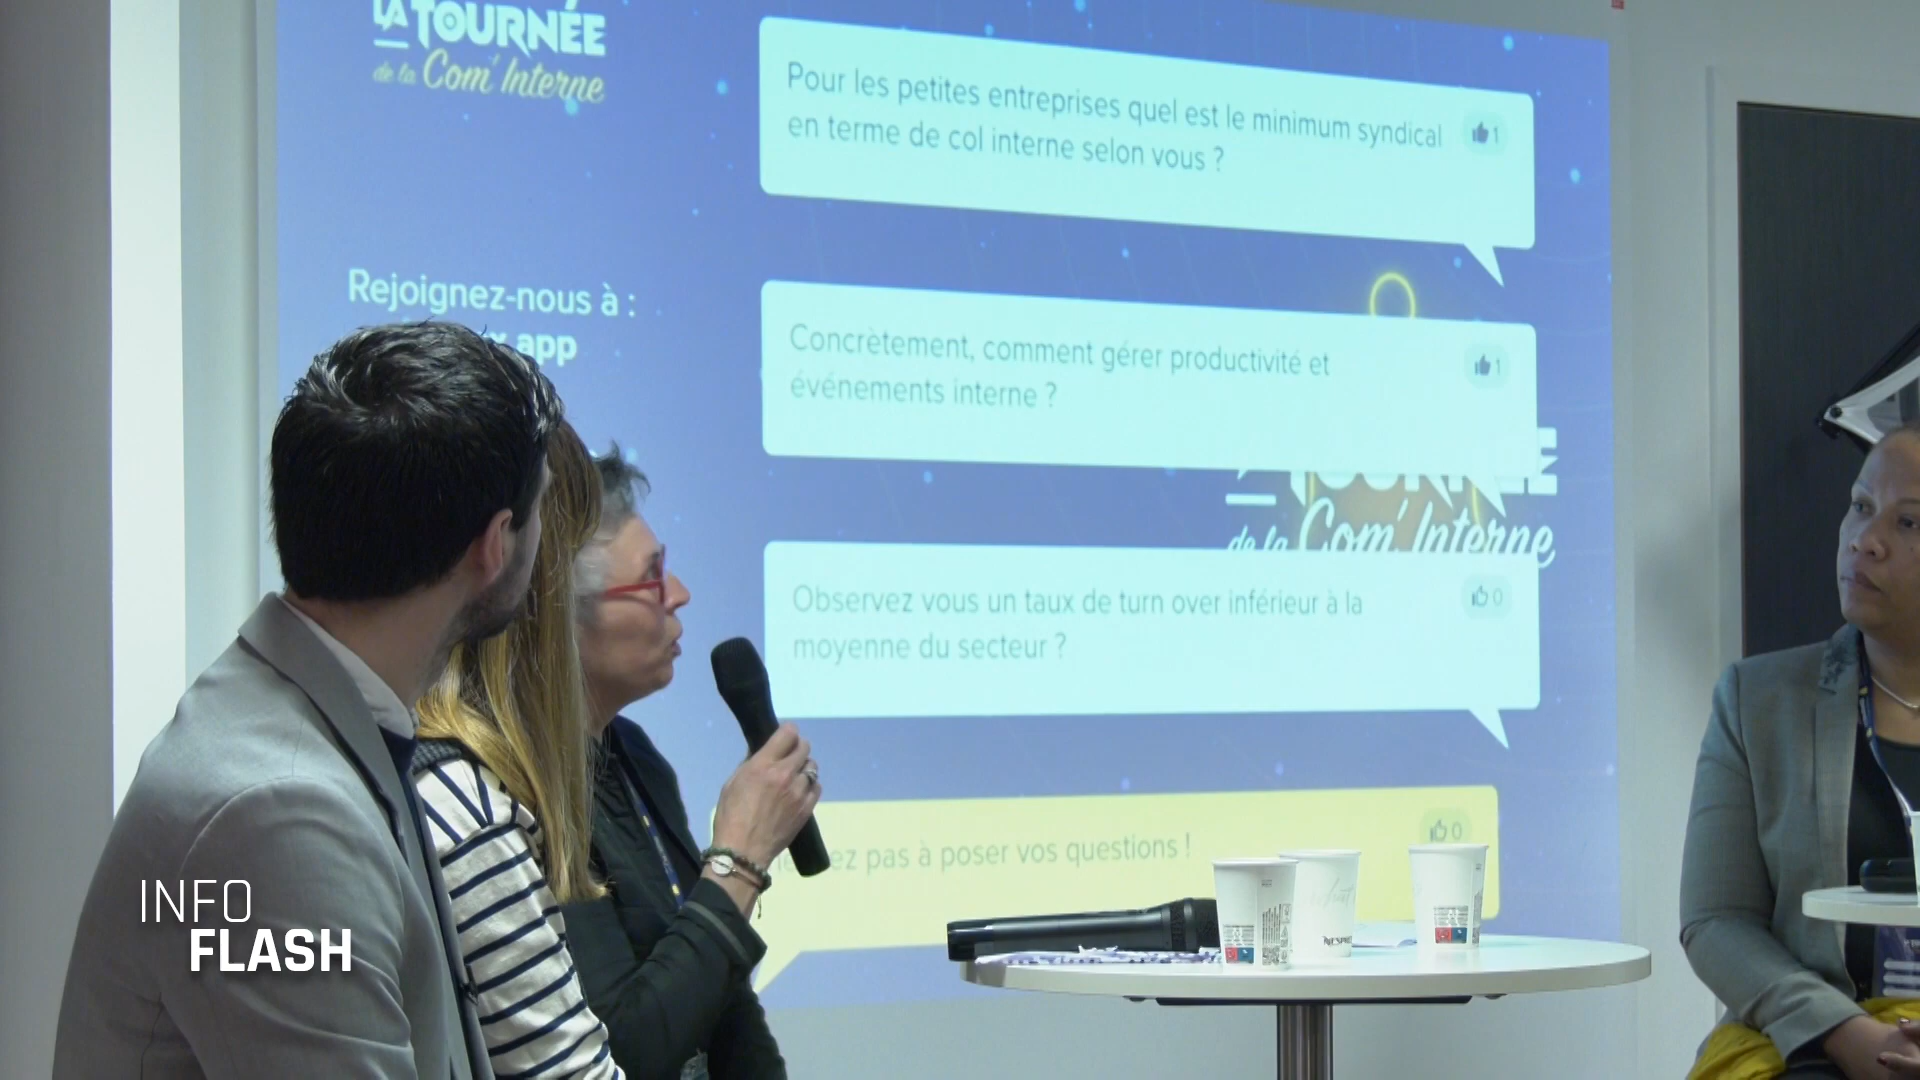 LA TOURNÉE
de la Com' Interne
Pour les petites entreprises quel est le minimum syndical
en terme de col interne selon vous ?
1
Rejoignez-nous à :
app
Concrètement, comment gérer productivité et
événements interne ?
1
de la Com' Interne
Observez vous un taux de turn over inférieur à la
moyenne du secteur ?
0
pas à poser vos questions !
0
INFO
FLASH